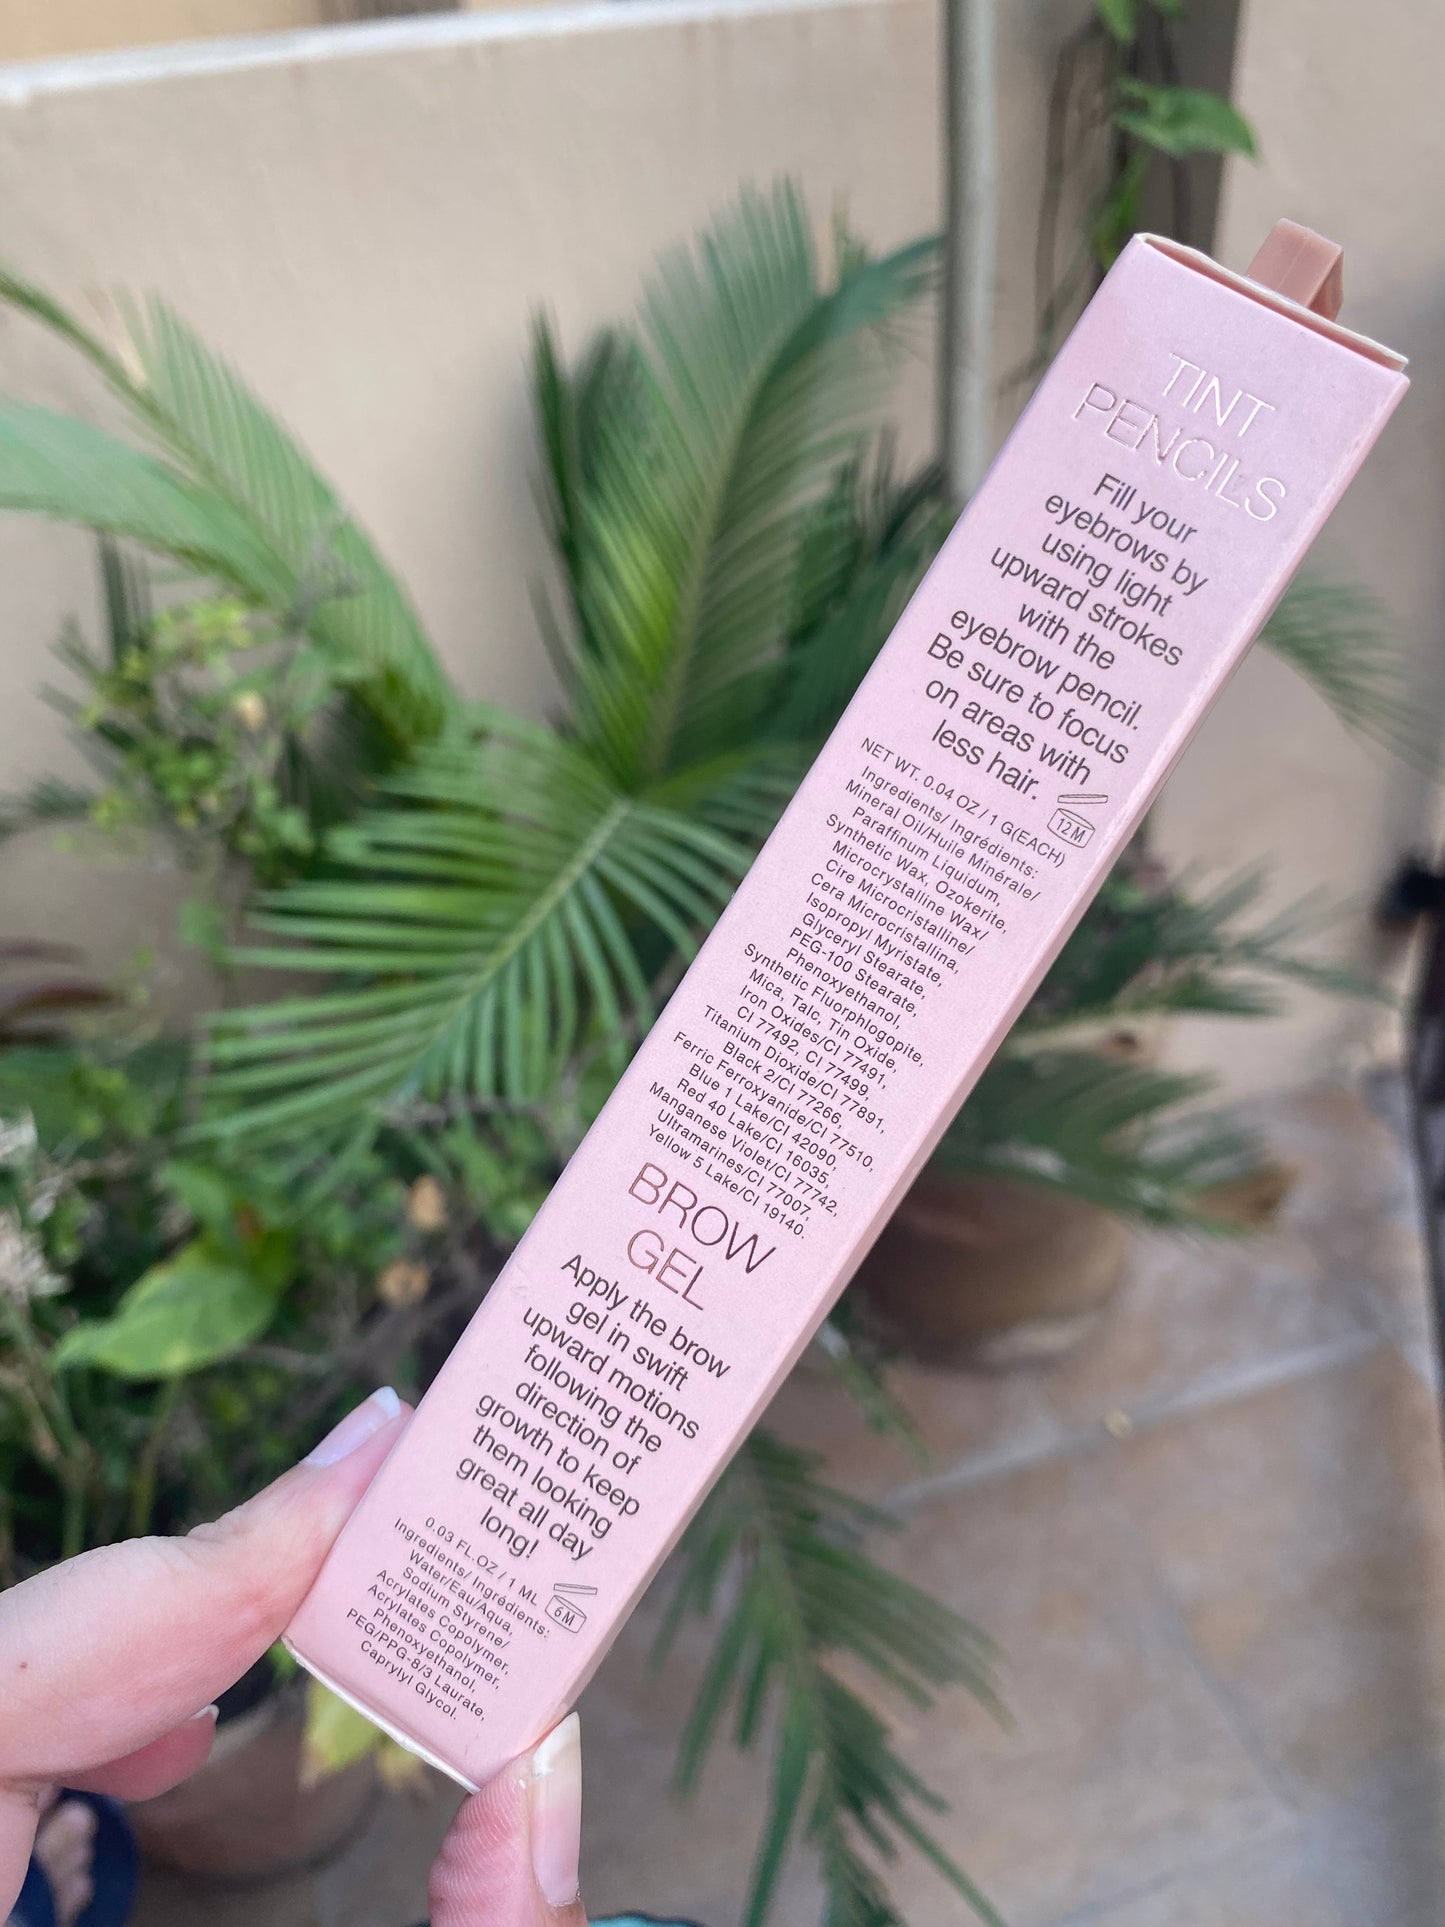 TINT
PENCILS
Fill your
eyebrows by
using light
upward strokes
with the
eyebrow pencil.
Be sure to focus
on areas with
less hair.
NET WT. 0.04 OZ / 1 G(EACH)
12 M
Ingredients/ Ingrédients:
Mineral Oil/Huile Minérale/
Paraffinum Liquidum,
Synthetic Wax, Ozokerite,
Microcrystalline Wax/
Cire Microcristalline/
Cera Microcristallina,
Isopropyl Myristate,
Glyceryl Stearate,
PEG-100 Stearate,
Phenoxyethanol,
Synthetic Fluorphlogopite,
Mica, Talc, Tin Oxide,
Iron Oxides/CI 77491,
CI 77492, CI 77499,
Titanium Dioxide/CI 77891,
Black 2/CI 77266,
Ferric Ferroxyanide/CI 77510,
Blue 1 Lake/CI 42090,
Red 40 Lake/CI 16035,
Manganese Violet/CI 77742,
Ultramarines/CI 77007,
Yellow 5 Lake/CI 19140.
BROW
GEL
Apply the brow
gel in swift
upward motions
following the
direction of
growth to keep
them looking
great all day
long!
0.03 FL.OZ / 1 ML
6 M
Ingredients/ Ingrédients:
Water/Eau/Aqua,
Sodium Styrene/
Acrylates Copolymer,
Acrylates Copolymer,
Phenoxyethanol,
PEG/PPG-8/3 Laurate,
Caprylyl Glycol.